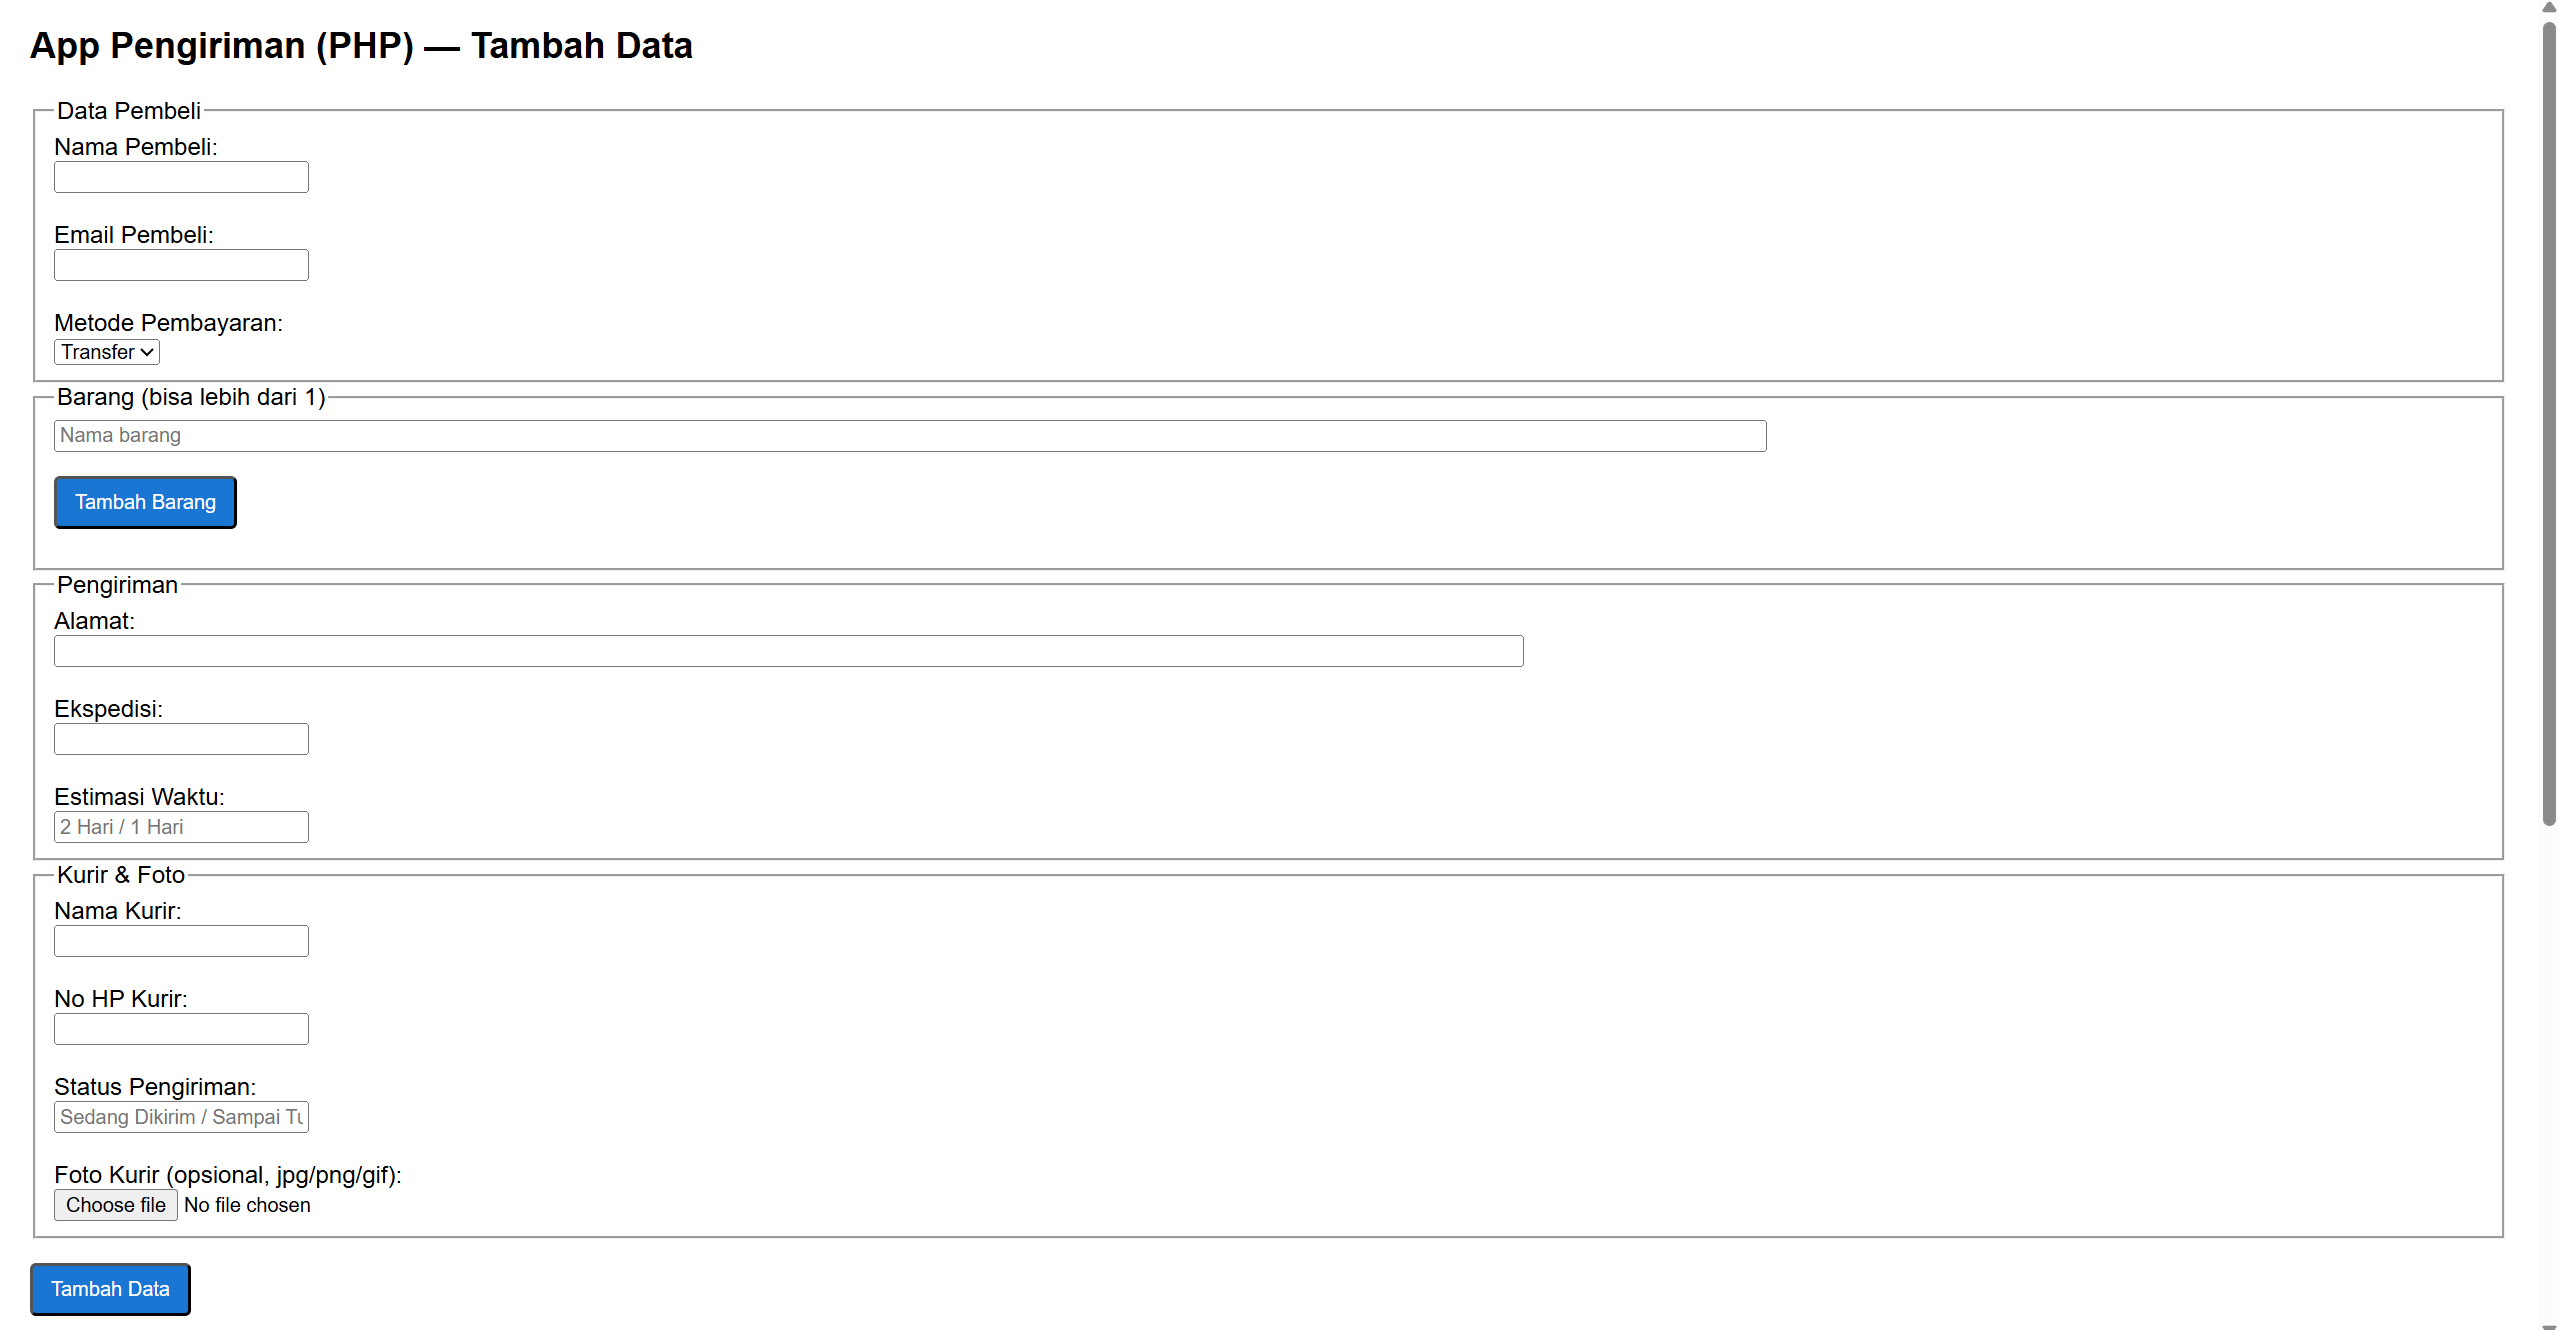 App Pengiriman (PHP) — Tambah Data
Data Pembeli
Nama Pembeli:
Email Pembeli:
Metode Pembayaran:
Transfer
Barang (bisa lebih dari 1)
Nama barang
Tambah Barang
Pengiriman
Alamat:
Ekspedisi:
Estimasi Waktu:
2 Hari / 1 Hari
Kurir & Foto
Nama Kurir:
No HP Kurir:
Status Pengiriman:
Sedang Dikirim / Sampai Tu
Foto Kurir (opsional, jpg/png/gif):
Choose file No file chosen
Tambah Data